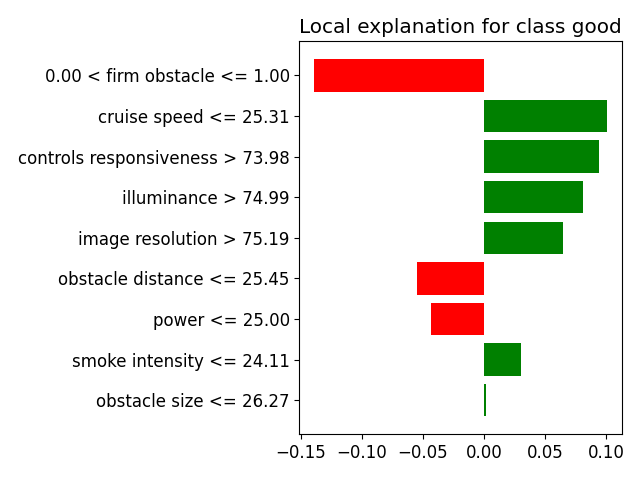 Local explanation for class good
0.00 < firm obstacle <= 1.00
cruise speed <= 25.31
controls responsiveness > 73.98
illuminance > 74.99
image resolution > 75.19
obstacle distance <= 25.45
power <= 25.00
smoke intensity <= 24.11
obstacle size <= 26.27
−0.15 −0.10 −0.05 0.00 0.05 0.10